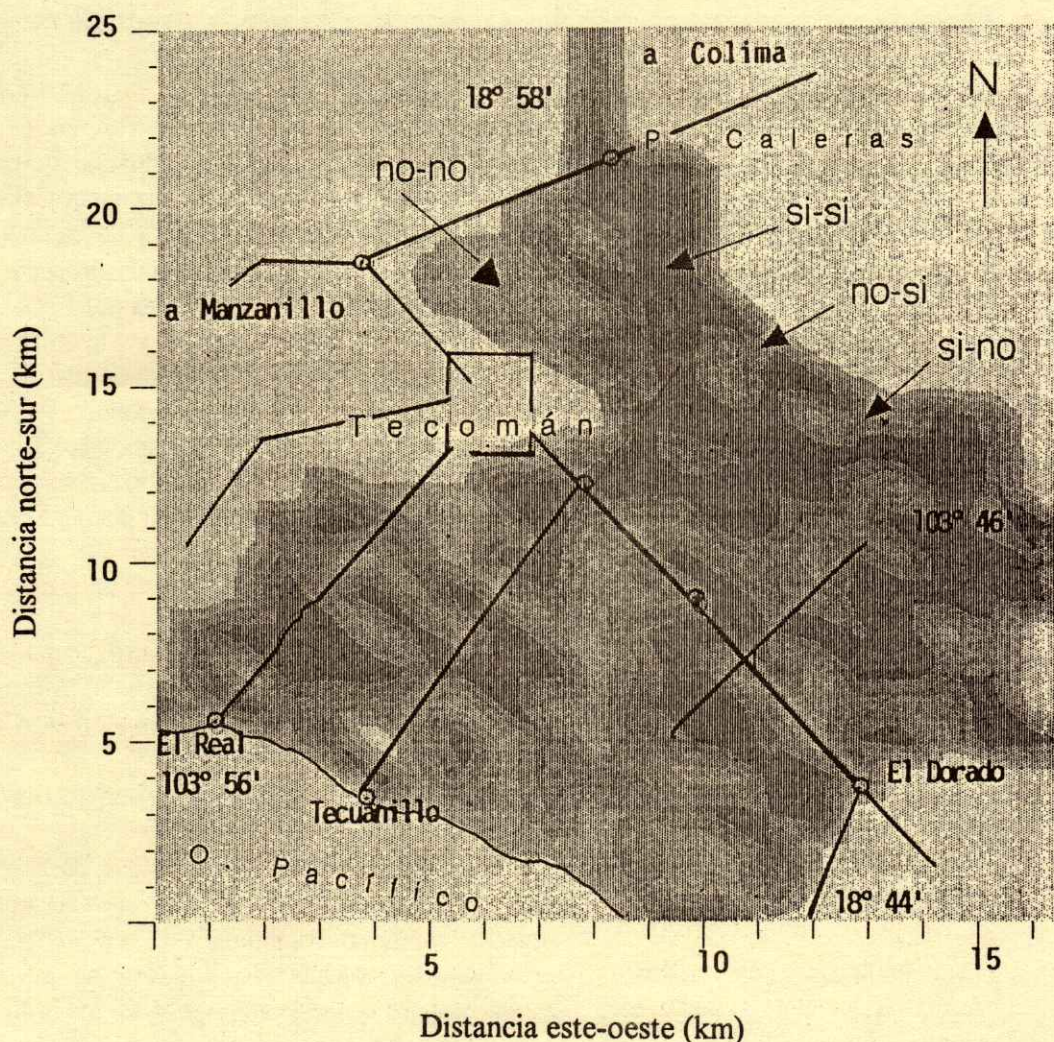 25
a Colima
18° 58'
N
P. Caleras
no-no
20
si-sí
no-si
a Manzanillo
si-no
15
Tecomán
103° 46'
10
Distancia norte-sur (km)
5
El Real
103° 56'
El Dorado
Tecuanillo
O. Pacífico
18° 44'
5
10
15
Distancia este-oeste (km)